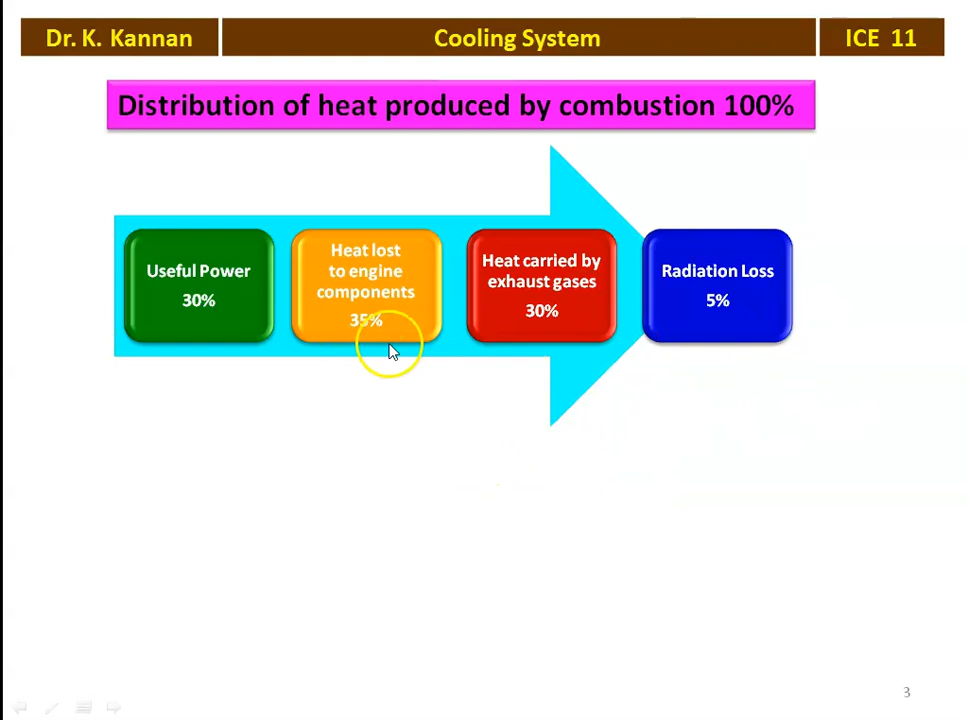 Dr. K. Kannan
Cooling System
ICE 11
Distribution of heat produced by combustion 100%
Useful Power
30%
Heat lost
to engine
components
35%
Heat carried by
exhaust gases
30%
Radiation Loss
5%
3